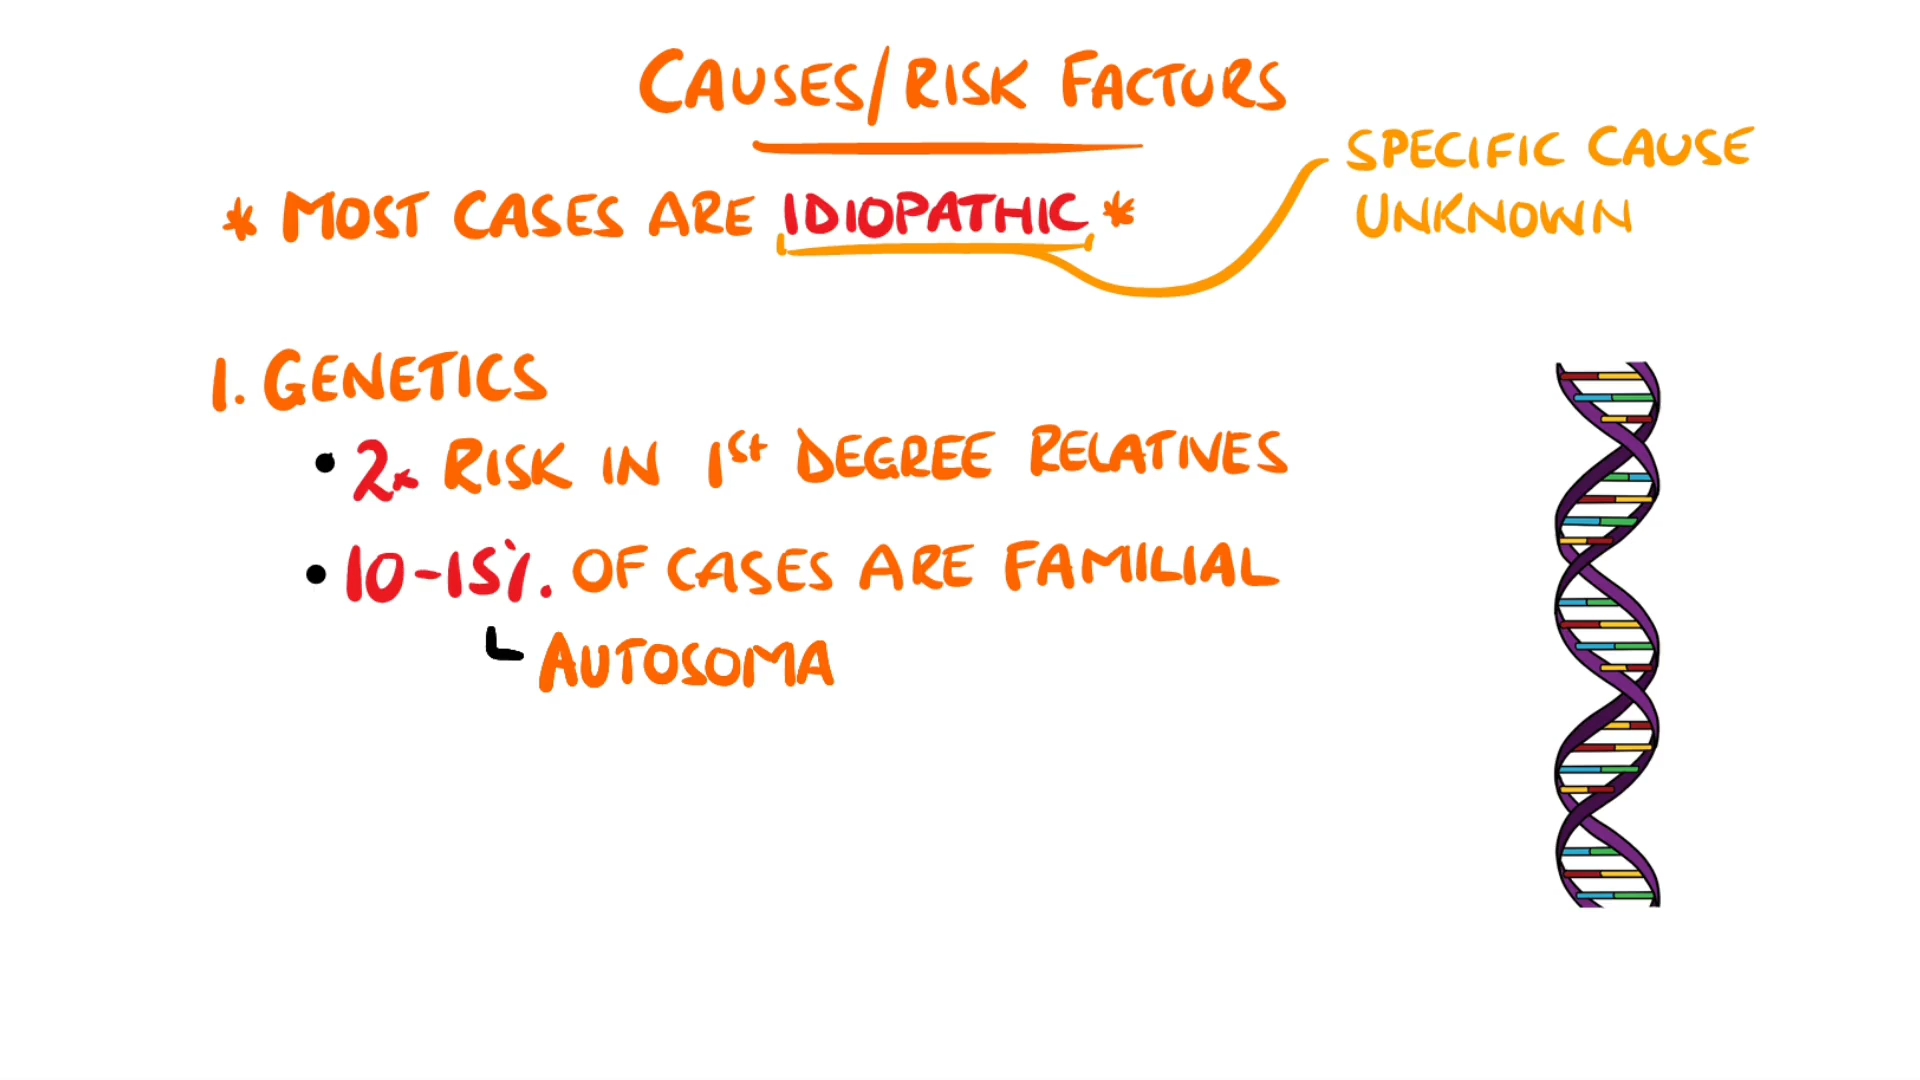 CAUSES/RISK FACTORS
* MOST CASES ARE IDIOPATHIC *
SPECIFIC CAUSE
UNKNOWN
1. GENETICS
• 2x RISK IN 1st DEGREE RELATIVES
• 10-15% OF CASES ARE FAMILIAL
AUTOSOMA